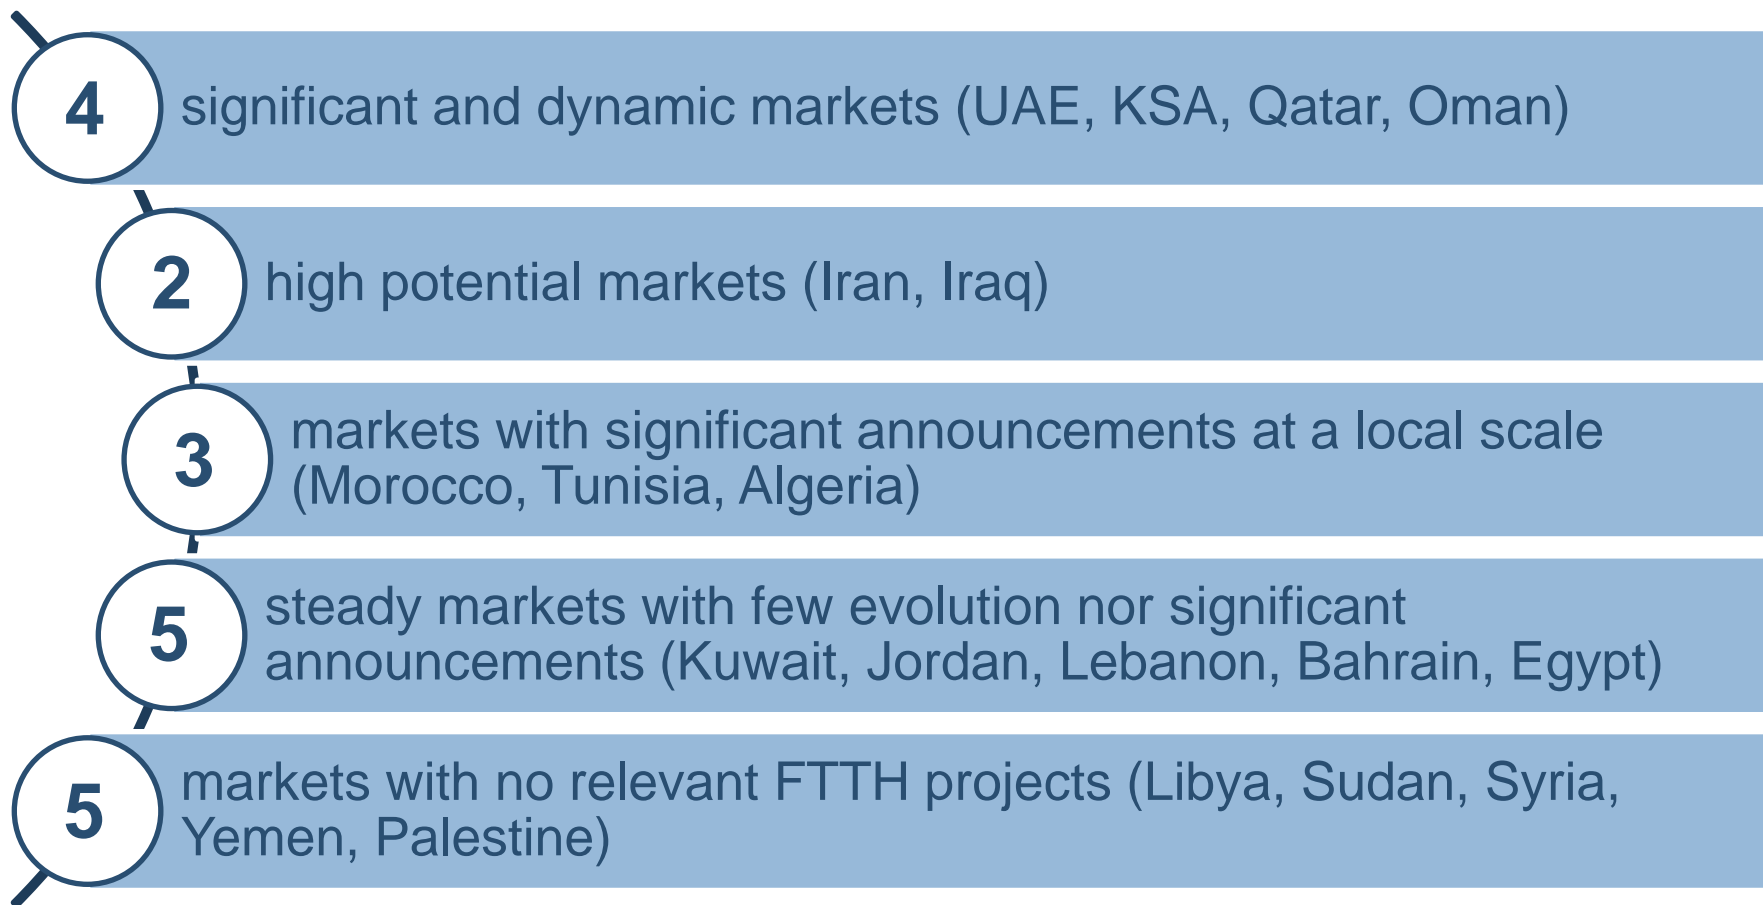 4
significant and dynamic markets (UAE, KSA, Qatar, Oman)
2
high potential markets (Iran, Iraq)
3
markets with significant announcements at a local scale
(Morocco, Tunisia, Algeria)
5
steady markets with few evolution nor significant
announcements (Kuwait, Jordan, Lebanon, Bahrain, Egypt)
5
markets with no relevant FTTH projects (Libya, Sudan, Syria,
Yemen, Palestine)